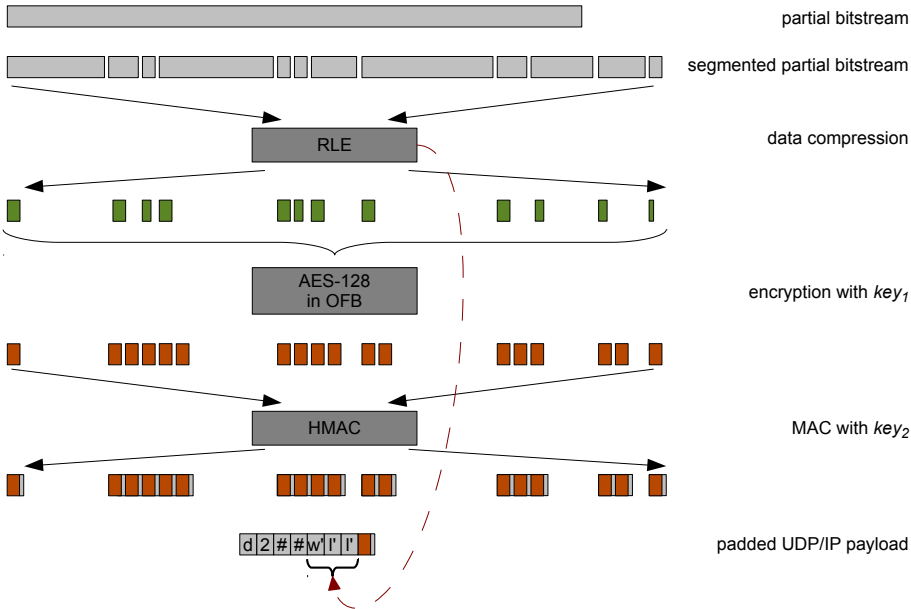 partial bitstream
segmented partial bitstream
RLE
data compression
AES-128
in OFB
encryption with key1
HMAC
MAC with key2
d 2 # # w' l' l'
padded UDP/IP payload